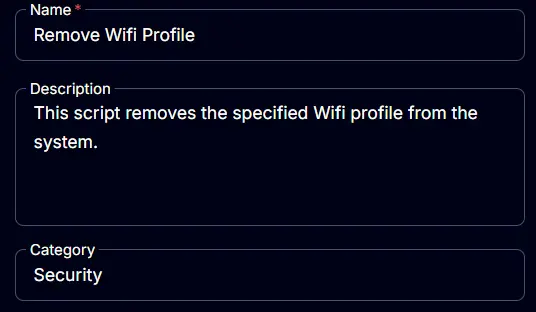 Name *
Remove Wifi Profile
Description
This script removes the specified Wifi profile from the
system.
Category
Security